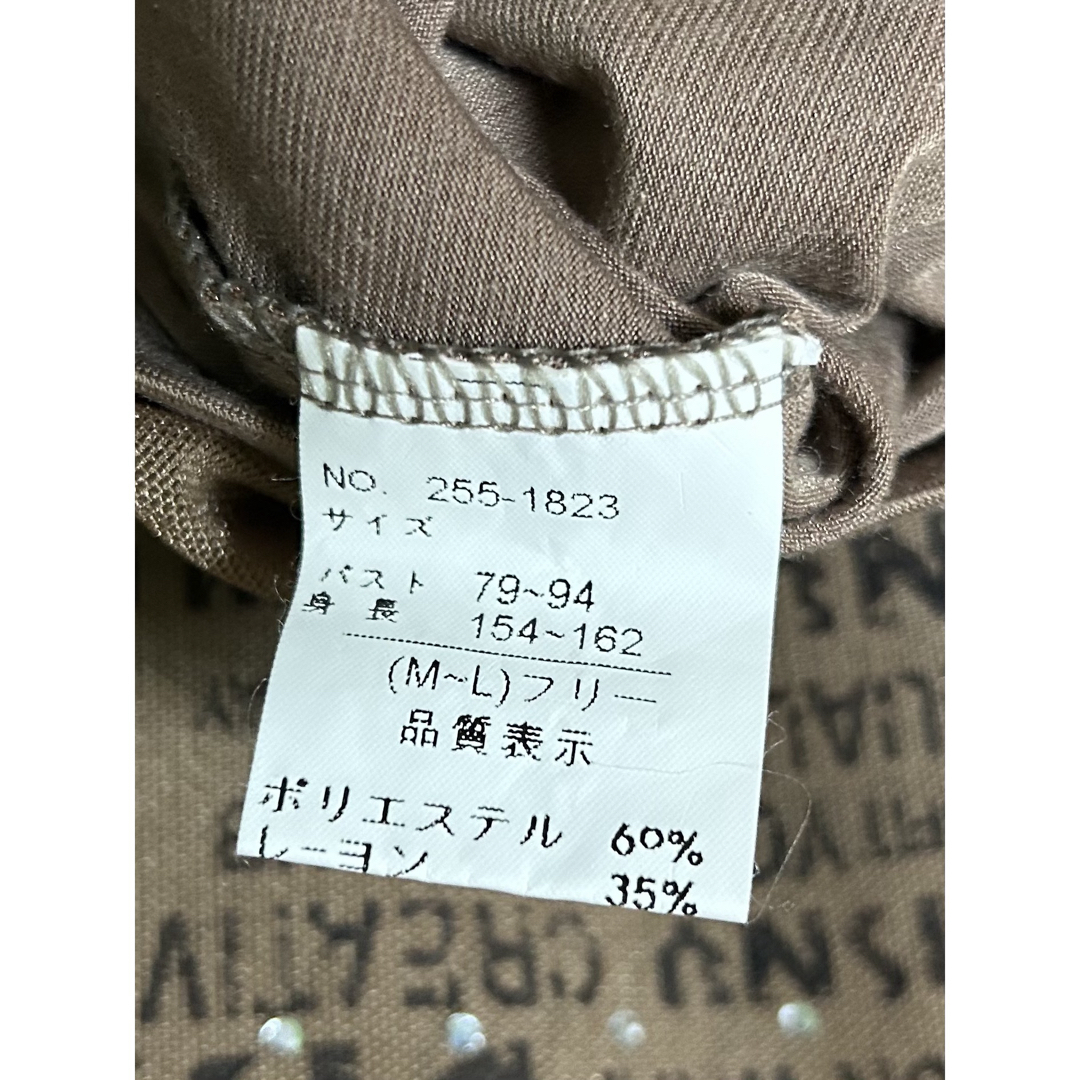 NO. 255-1823
サイズ
バスト 79~94
身長 154~162
(M~L)フリー
品質表示
ポリエステル 60%
レーヨン 35%